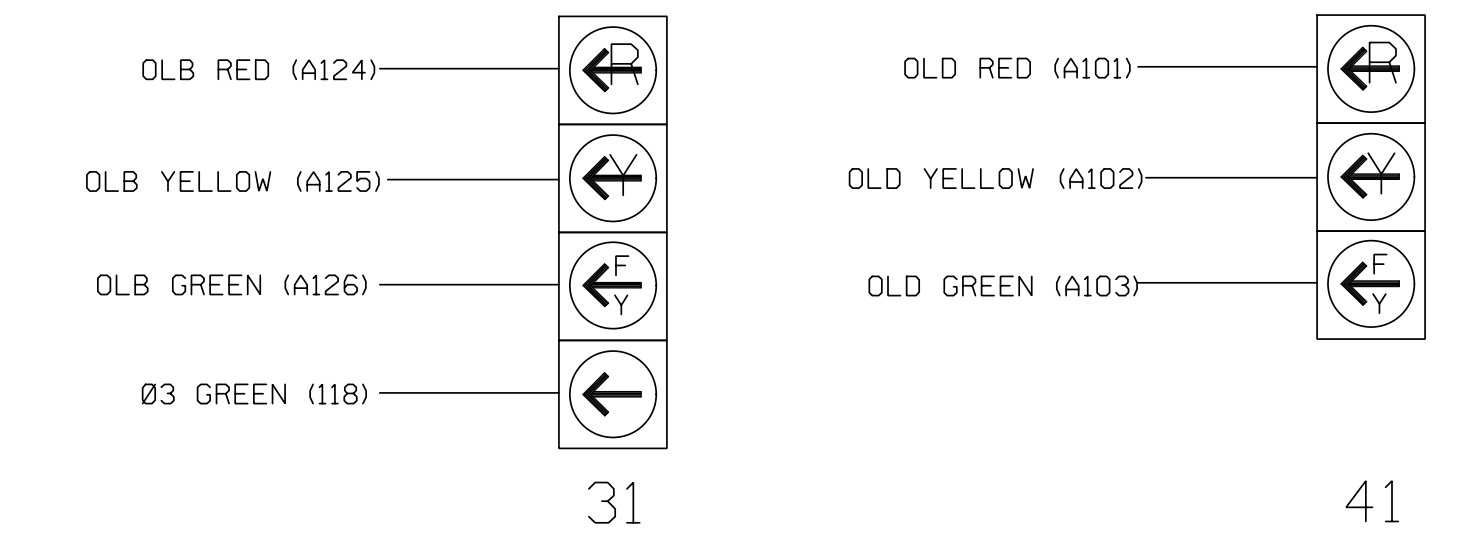 OLB RED (A124)
R
OLB YELLOW (A125)
Y
OLB GREEN (A126)
F
Y
Ø3 GREEN (118)
31
OLD RED (A101)
R
OLD YELLOW (A102)
Y
OLD GREEN (A103)
F
Y
41